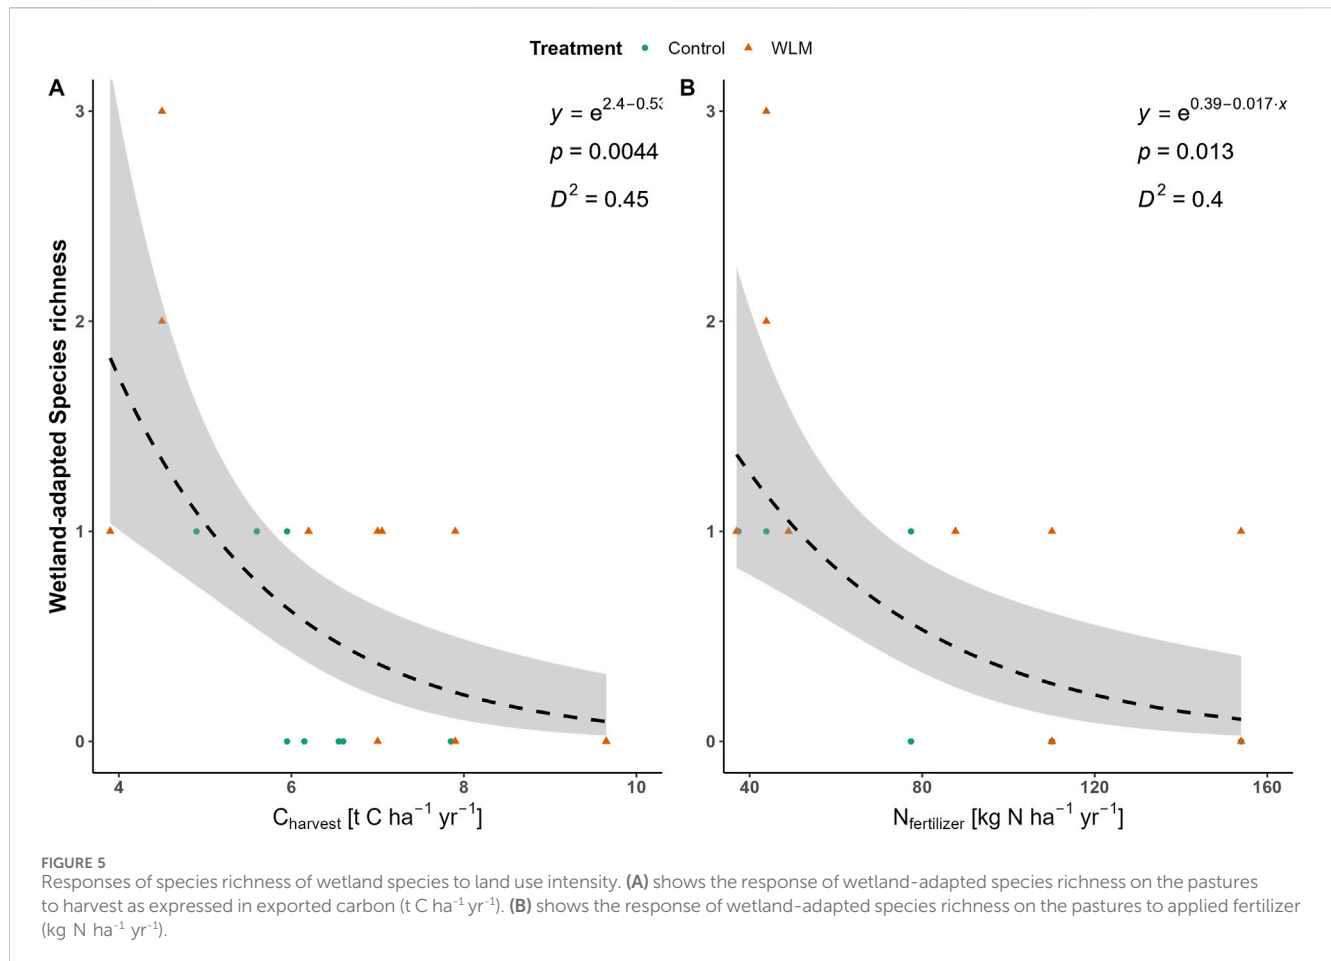 Treatment Control WLM
A
y = e^2.4−0.53
p = 0.0044
D² = 0.45
3
2
1
0
4 6 8 10
Wetland-adapted Species richness
C_harvest [t C ha⁻¹ yr⁻¹]
B
y = e^0.39−0.017·x
p = 0.013
D² = 0.4
3
2
1
0
40 80 120 160
N_fertilizer [kg N ha⁻¹ yr⁻¹]
FIGURE 5
Responses of species richness of wetland species to land use intensity. (A) shows the response of wetland-adapted species richness on the pastures
to harvest as expressed in exported carbon (t C ha⁻¹ yr⁻¹). (B) shows the response of wetland-adapted species richness on the pastures to applied fertilizer
(kg N ha⁻¹ yr⁻¹).